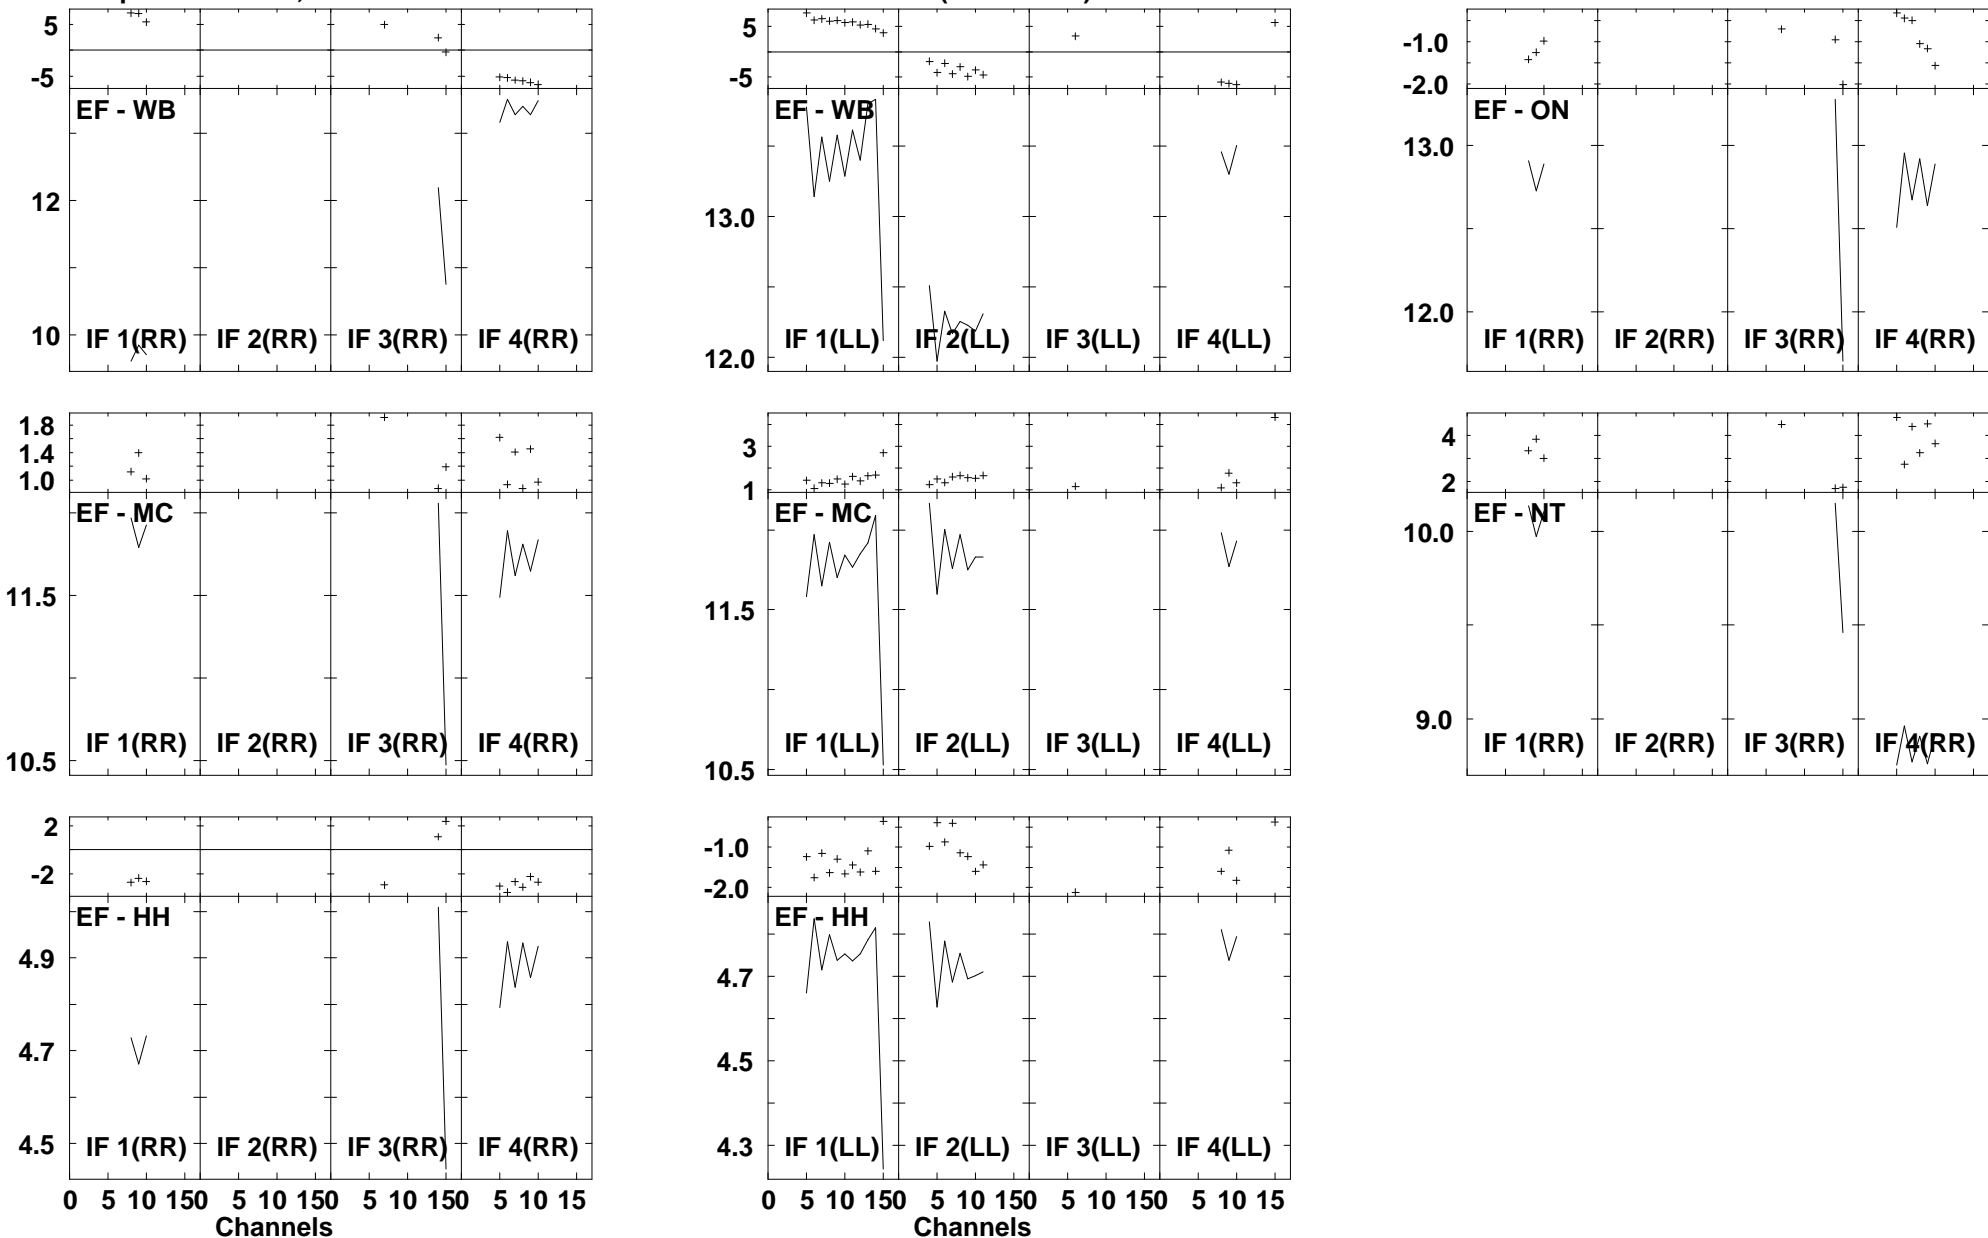 5
-5
EF - WB
12
10
IF 1(RR) IF 2(RR) IF 3(RR) IF 4(RR)
5
-5
EF - WB
13.0
12.0
IF 1(LL) IF 2(LL) IF 3(LL) IF 4(LL)
-1.0
-2.0
EF - ON
13.0
12.0
IF 1(RR) IF 2(RR) IF 3(RR) IF 4(RR)
1.8
1.4
1.0
EF - MC
11.5
10.5
IF 1(RR) IF 2(RR) IF 3(RR) IF 4(RR)
3
1
EF - MC
11.5
10.5
IF 1(LL) IF 2(LL) IF 3(LL) IF 4(LL)
4
2
EF - NT
10.0
9.0
IF 1(RR) IF 2(RR) IF 3(RR) IF 4(RR)
2
-2
EF - HH
4.9
4.7
4.5
IF 1(RR) IF 2(RR) IF 3(RR) IF 4(RR)
0 5 10 150 5 10 150 5 10 150 5 10 15
Channels
-1.0
-2.0
EF - HH
4.7
4.5
4.3
IF 1(LL) IF 2(LL) IF 3(LL) IF 4(LL)
0 5 10 150 5 10 150 5 10 150 5 10 15
Channels